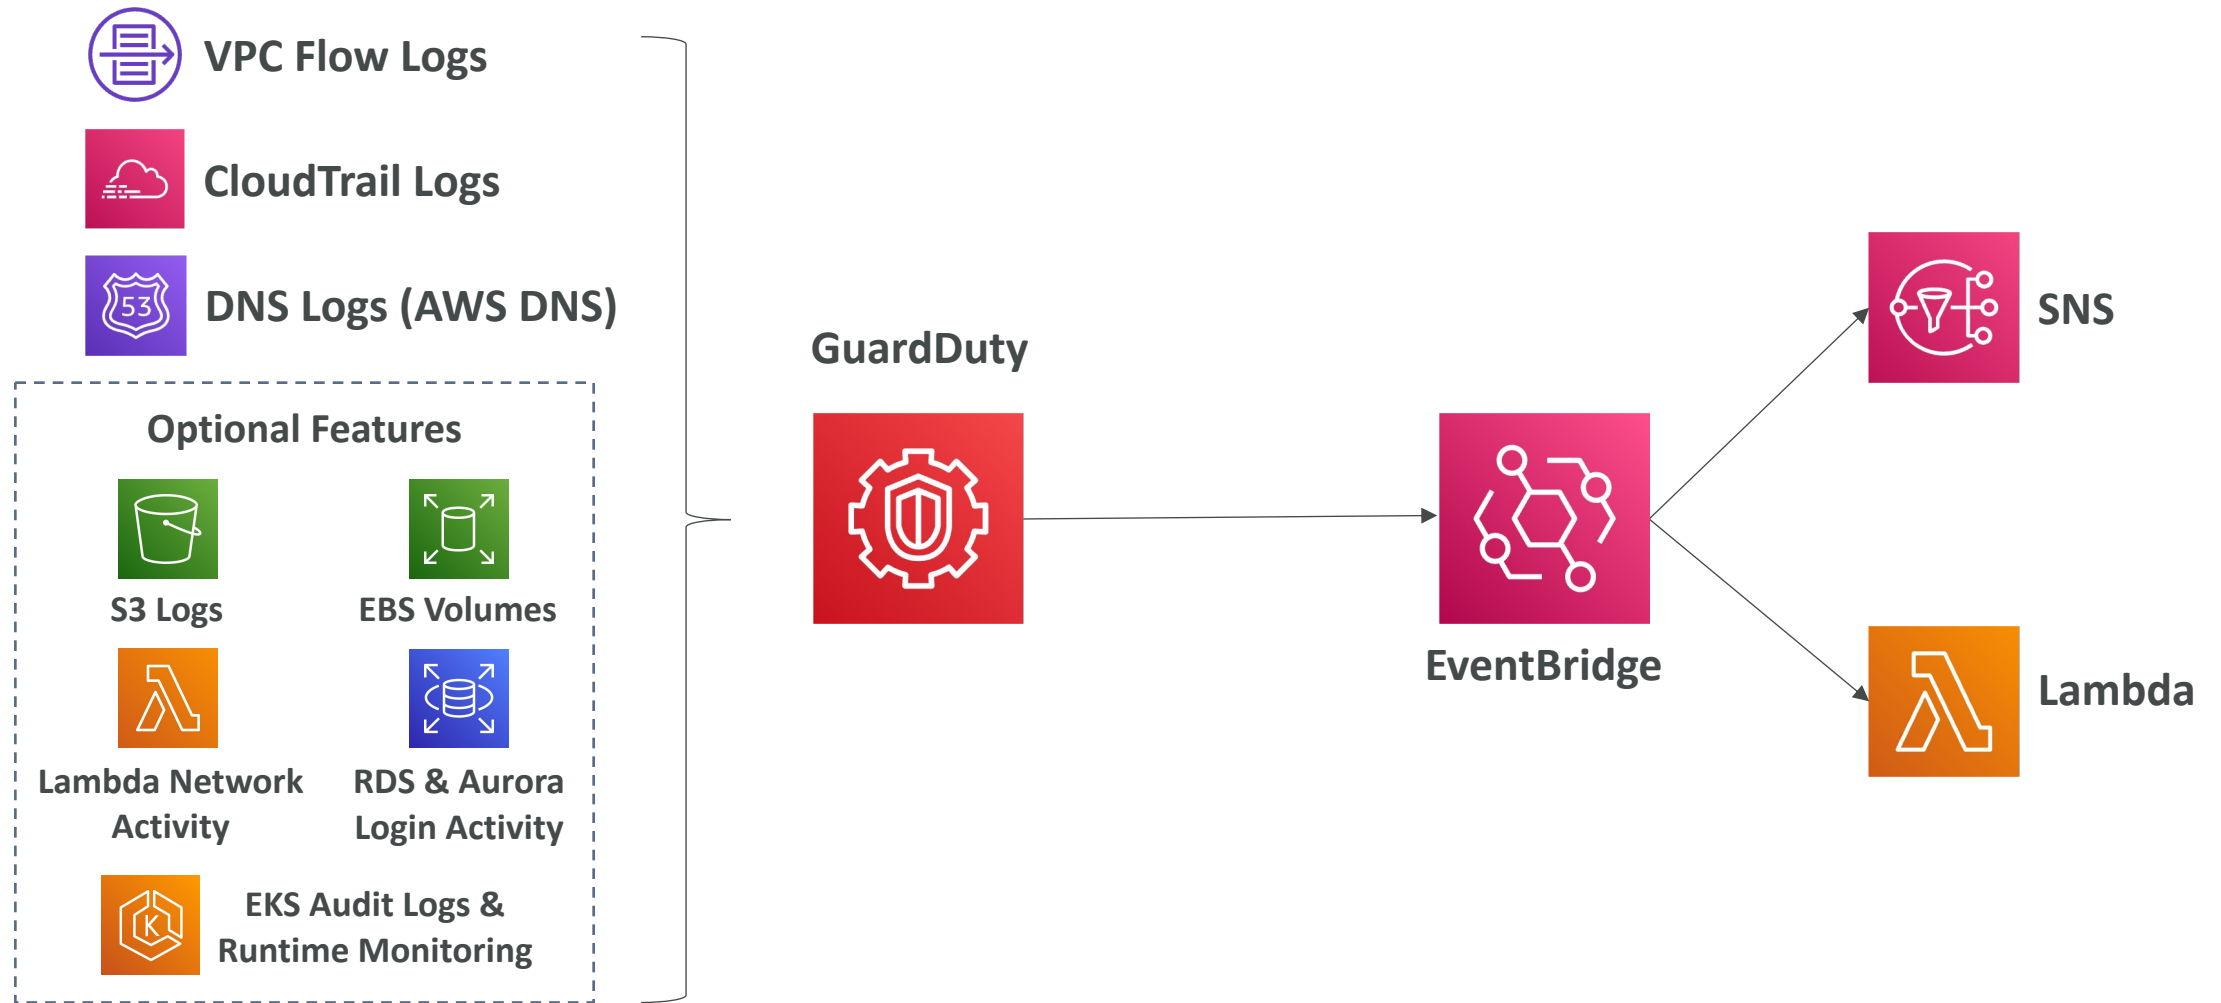 VPC Flow Logs
CloudTrail Logs
53
DNS Logs (AWS DNS)
Optional Features
S3 Logs
EBS Volumes
Lambda Network
Activity
RDS & Aurora
Login Activity
K
EKS Audit Logs &
Runtime Monitoring
GuardDuty
EventBridge
SNS
Lambda